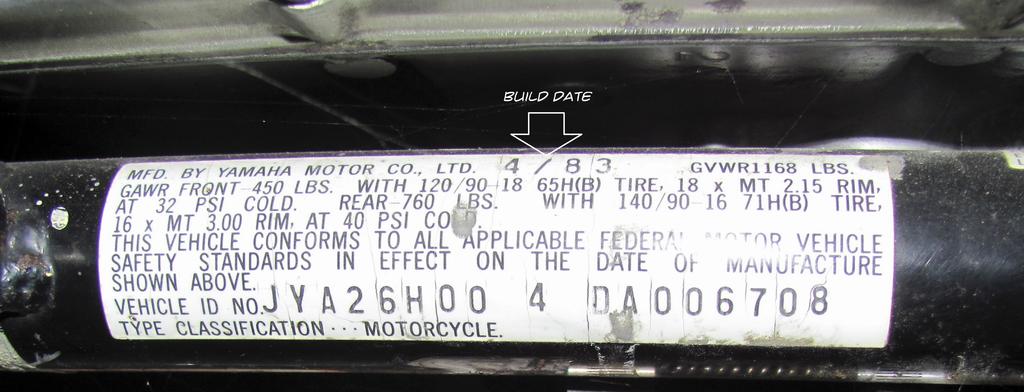 BUILD DATE
MFD. BY YAMAHA MOTOR CO., LTD. 4/83 GVWR1168 LBS.
GAWR FRONT-450 LBS. WITH 120/90-18 65H(B) TIRE, 18 x MT 2.15 RIM,
AT 32 PSI COLD. REAR-760 LBS. WITH 140/90-16 71H(B) TIRE,
16 x MT 3.00 RIM, AT 40 PSI COLD.
THIS VEHICLE CONFORMS TO ALL APPLICABLE FEDERAL MOTOR VEHICLE
SAFETY STANDARDS IN EFFECT ON THE DATE OF MANUFACTURE
SHOWN ABOVE.
VEHICLE ID NO. JYA26H00 4 DA006708
TYPE CLASSIFICATION ··· MOTORCYCLE.